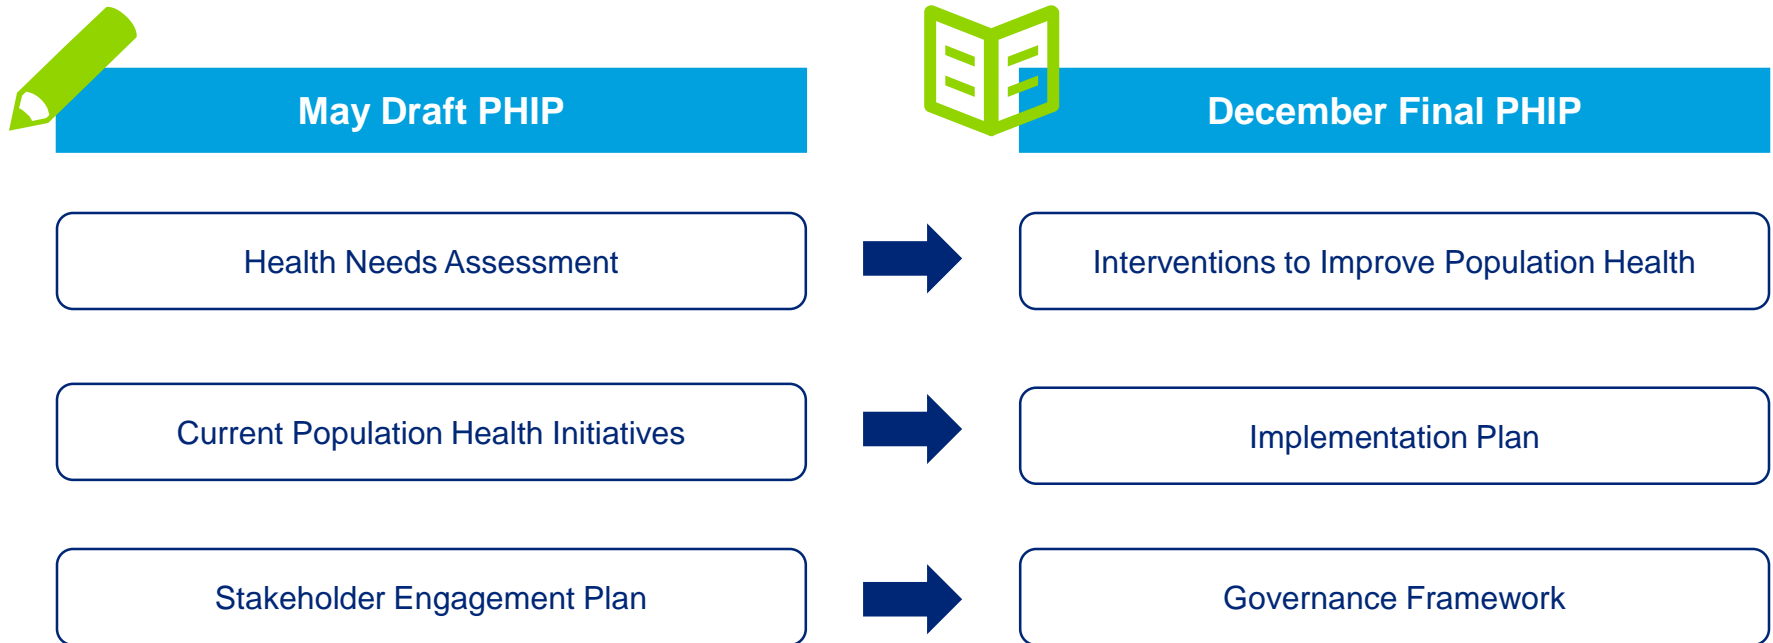 May Draft PHIP
December Final PHIP
Health Needs Assessment
Interventions to Improve Population Health
Current Population Health Initiatives
Implementation Plan
Stakeholder Engagement Plan
Governance Framework